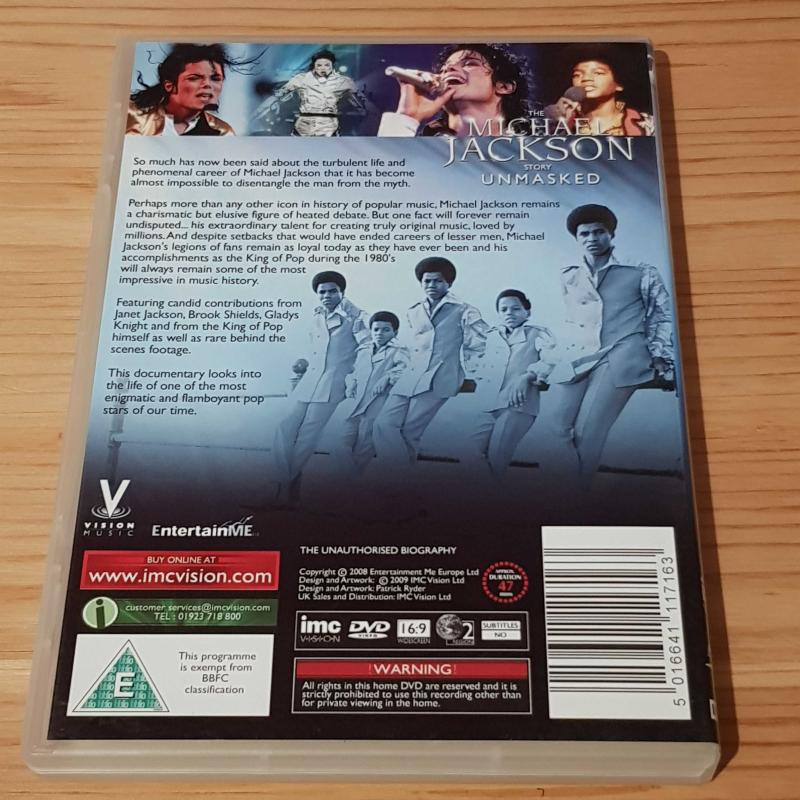 THE
MICHAEL
JACKSON
STORY
UNMASKED
So much has now been said about the turbulent life and
phenomenal career of Michael Jackson that it has become
almost impossible to disentangle the man from the myth.
Perhaps more than any other icon in history of popular music, Michael Jackson remains
a charismatic but elusive figure of heated debate. But one fact will forever remain
undisputed... his extraordinary talent for creating truly original music, loved by
millions. And despite setbacks that would have ended careers of lesser men, Michael
Jackson's legions of fans remain as loyal today as they have ever been and his
accomplishments as the King of Pop during the 1980's
will always remain some of the most
impressive in music history.
Featuring candid contributions from
Janet Jackson, Brook Shields, Gladys
Knight and from the King of Pop
himself as well as rare behind the
scenes footage.
This documentary looks into
the life of one of the most
enigmatic and flamboyant pop
stars of our time.
V
VISION
MUSIC
EntertainME
BUY ONLINE AT
www.imcvision.com
i
customer services@imcvision.com
TEL : 01923 718 800
E
This programme
is exempt from
BBFC
classification
THE UNAUTHORISED BIOGRAPHY
Copyright © 2008 Entertainment Me Europe Ltd
Design and Artwork: © 2009 IMC Vision Ltd
Design and Artwork: Patrick Ryder
UK Sales and Distribution: IMC Vision Ltd
APPROX.
DURATION
47
imc
VISION
DVD
VIDEO
16:9
WIDESCREEN
2
SUBTITLES
NO
! WARNING !
All rights in this home DVD are reserved and it is
strictly prohibited to use this recording other than
for private viewing in the home.
5 016641 117163